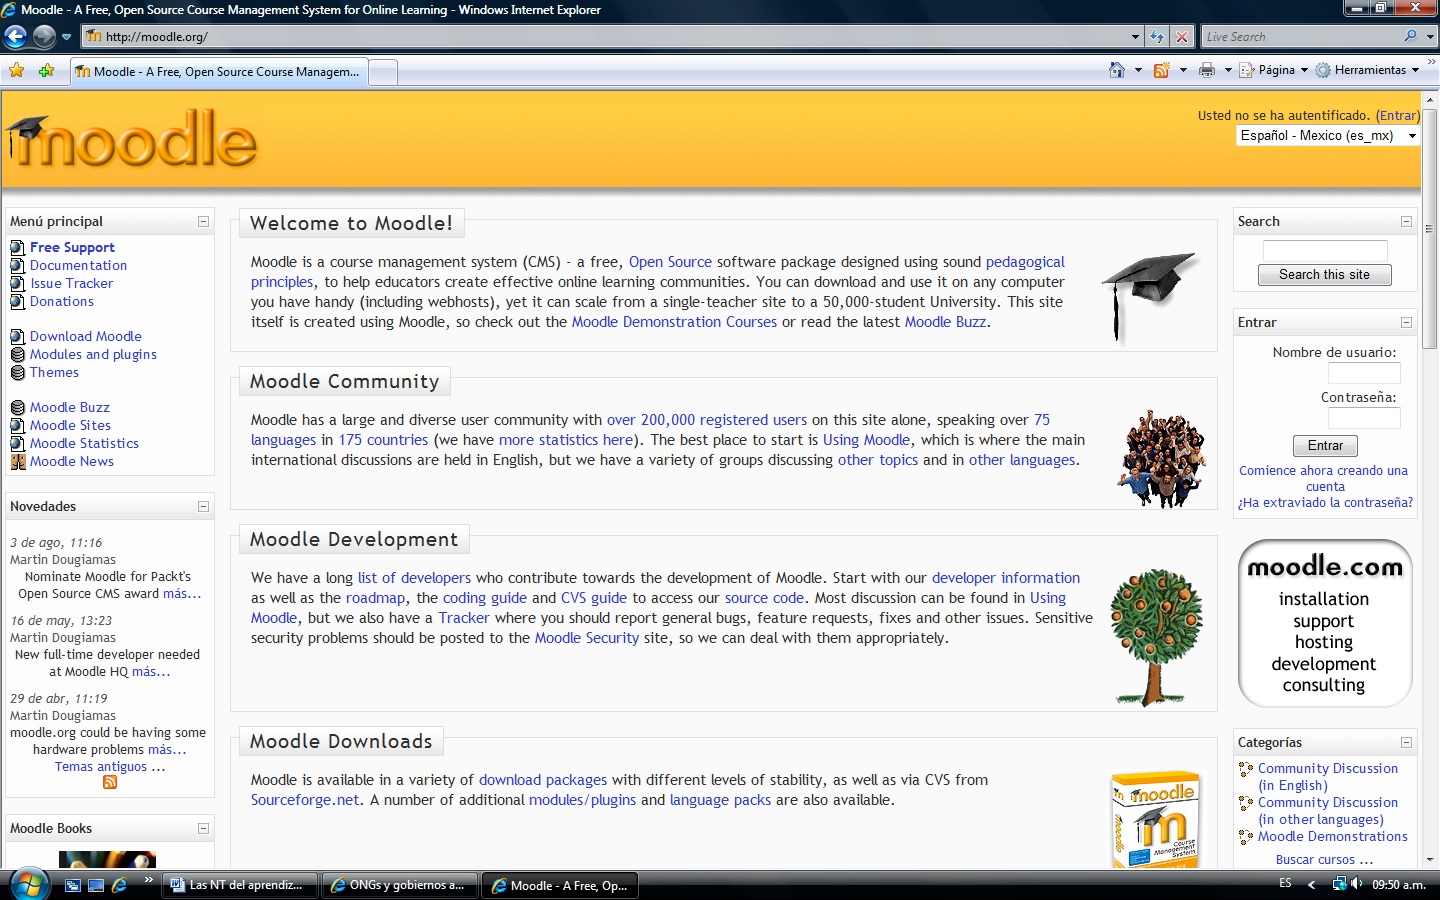 Moodle - A Free, Open Source Course Management System for Online Learning - Windows Internet Explorer
http://moodle.org/
Live Search
Moodle - A Free, Open Source Course Managem...
Página
Herramientas
moodle
Usted no se ha autentificado. (Entrar)
Español - Mexico (es_mx)
Menú principal
Free Support
Documentation
Issue Tracker
Donations
Download Moodle
Modules and plugins
Themes
Moodle Buzz
Moodle Sites
Moodle Statistics
Moodle News
Novedades
3 de ago, 11:16
Martin Dougiamas
Nominate Moodle for Packt's
Open Source CMS award más...
16 de may, 13:23
Martin Dougiamas
New full-time developer needed
at Moodle HQ más...
29 de abr, 11:19
Martin Dougiamas
moodle.org could be having some
hardware problems más...
Temas antiguos ...
Moodle Books
Welcome to Moodle!
Moodle is a course management system (CMS) - a free, Open Source software package designed using sound pedagogical
principles, to help educators create effective online learning communities. You can download and use it on any computer
you have handy (including webhosts), yet it can scale from a single-teacher site to a 50,000-student University. This site
itself is created using Moodle, so check out the Moodle Demonstration Courses or read the latest Moodle Buzz.
Moodle Community
Moodle has a large and diverse user community with over 200,000 registered users on this site alone, speaking over 75
languages in 175 countries (we have more statistics here). The best place to start is Using Moodle, which is where the main
international discussions are held in English, but we have a variety of groups discussing other topics and in other languages.
Moodle Development
We have a long list of developers who contribute towards the development of Moodle. Start with our developer information
as well as the roadmap, the coding guide and CVS guide to access our source code. Most discussion can be found in Using
Moodle, but we also have a Tracker where you should report general bugs, feature requests, fixes and other issues. Sensitive
security problems should be posted to the Moodle Security site, so we can deal with them appropriately.
Moodle Downloads
Moodle is available in a variety of download packages with different levels of stability, as well as via CVS from
Sourceforge.net. A number of additional modules/plugins and language packs are also available.
moodle
moodle
m
Course
Management
System
Search
Search this site
Entrar
Nombre de usuario:
Contraseña:
Entrar
Comience ahora creando una
cuenta
¿Ha extraviado la contraseña?
moodle.com
installation
support
hosting
development
consulting
Categorías
Community Discussion
(in English)
Community Discussion
(in other languages)
Moodle Demonstrations
Buscar cursos ...
Las NT del aprendiz...
ONGs y gobiernos a...
Moodle - A Free, Op...
ES
09:50 a.m.